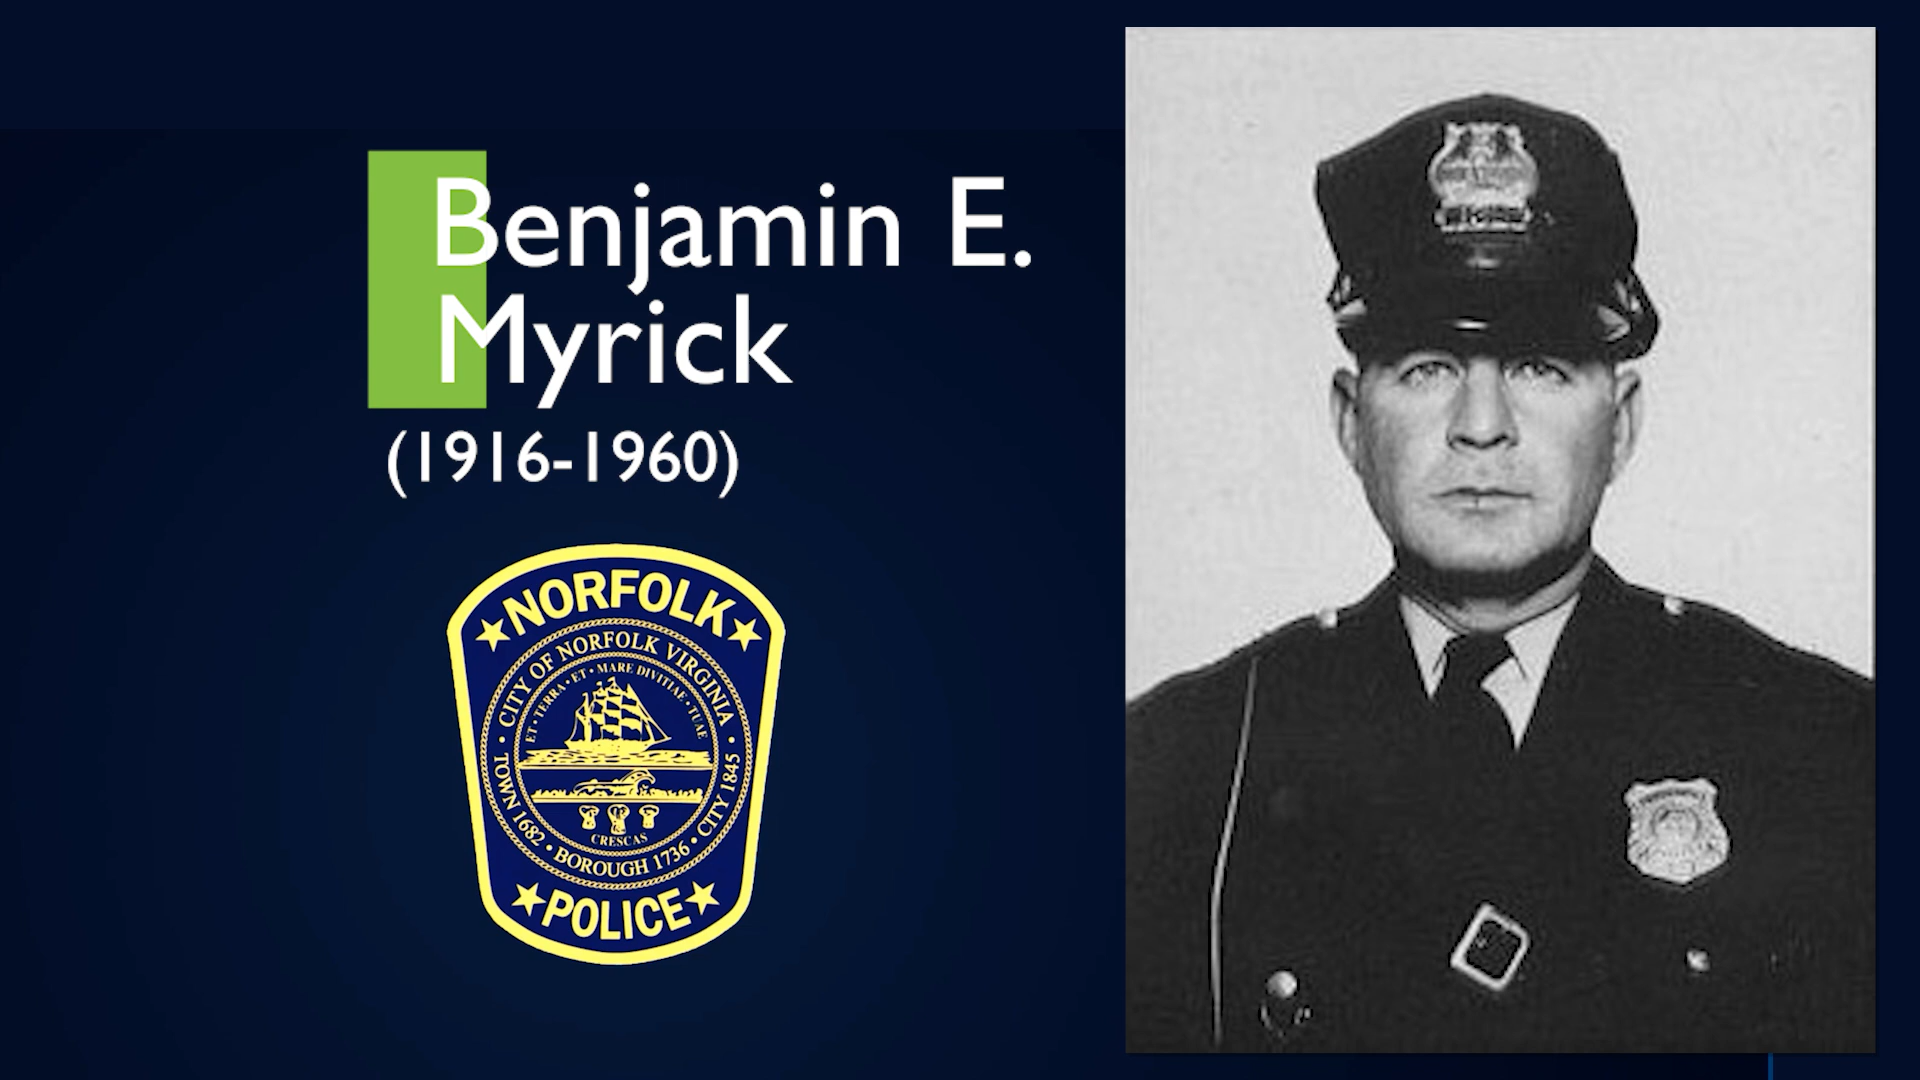 Benjamin E.
Myrick
(1916-1960)
NORFOLK
CITY OF NORFOLK VIRGINIA
ET • TERRA • ET • MARE DIVITIAE • TUAE
CRESCAS
TOWN 1682 • BOROUGH 1736 • CITY 1845
POLICE